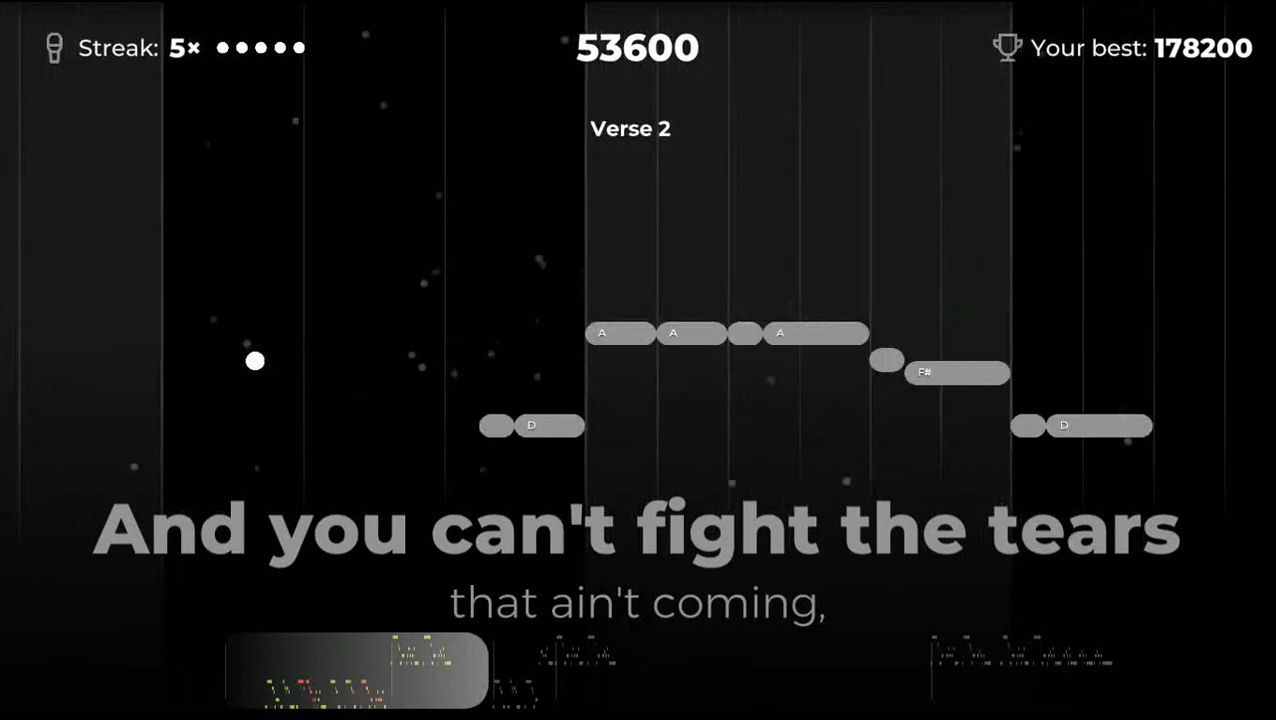 Streak: 5× 53600 Your best: 178200
Verse 2
A A A
F#
D D
And you can't fight the tears
that ain't coming,